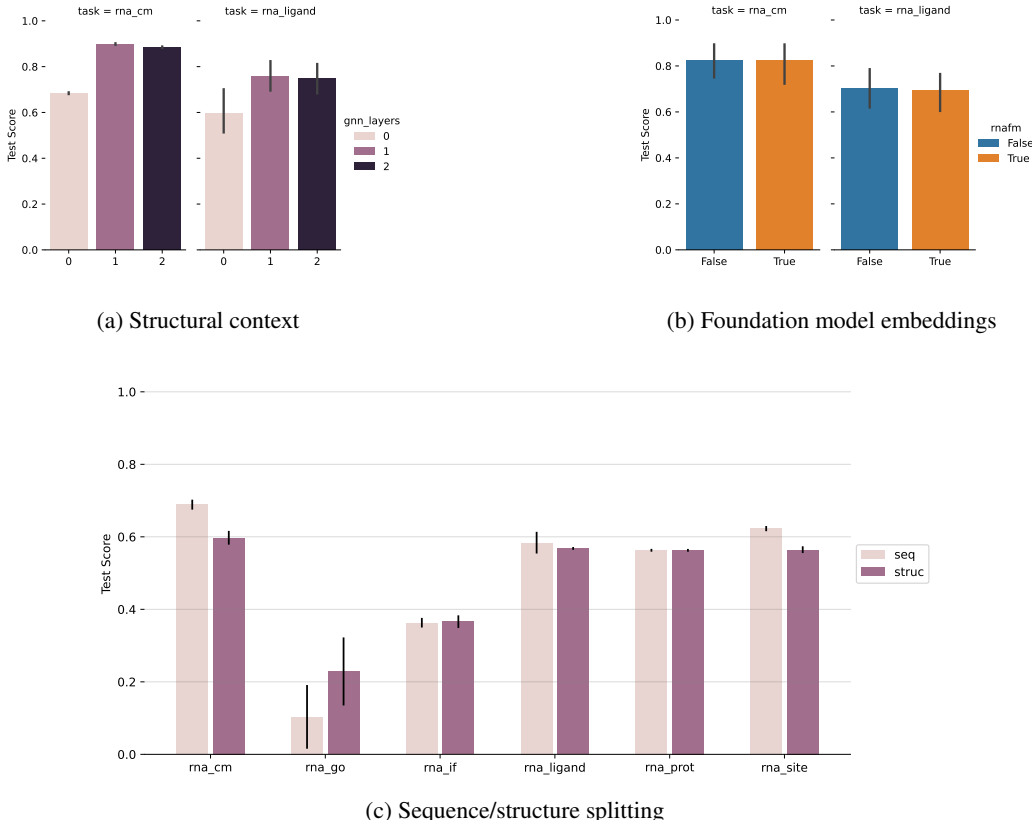 task = rna_cm
task = rna_ligand
1.0
0.8
0.6
0.4
0.2
0.0
Test Score
0 1 2
0 1 2
gnn_layers
0
1
2
(a) Structural context
task = rna_cm
task = rna_ligand
1.0
0.8
0.6
0.4
0.2
0.0
Test Score
False True
False True
rnafm
False
True
(b) Foundation model embeddings
1.0
0.8
0.6
0.4
0.2
0.0
Test Score
rna_cm rna_go rna_if rna_ligand rna_prot rna_site
seq
struc
(c) Sequence/structure splitting